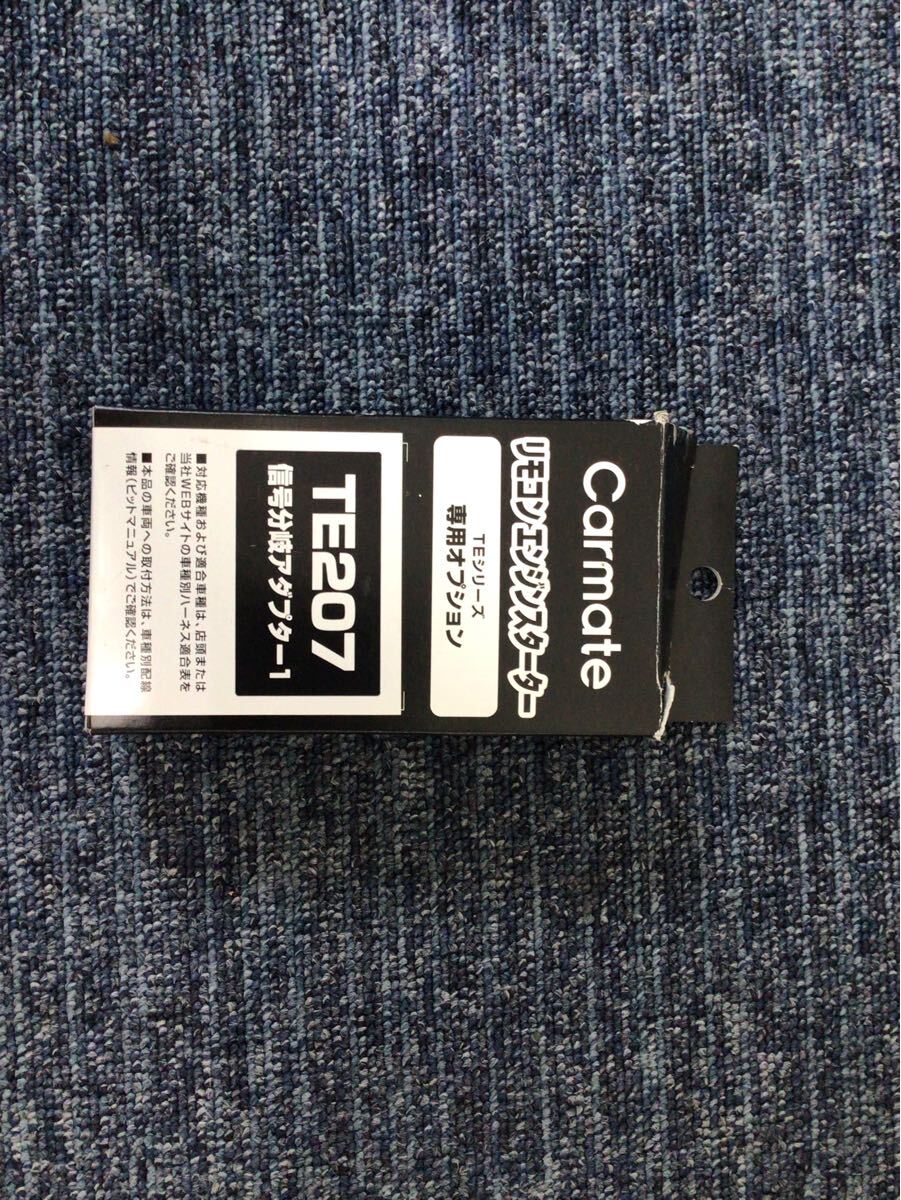 Carmate
リモコンエンジンスターター
TEシリーズ
専用オプション
TE207
信号分岐アダプター1
■対応機種および適合車種は、店頭または
当社WEBサイトの車種別ハーネス適合表を
ご確認ください。
■本品の車両への取付方法は、車種別配線
情報(ピットマニュアル)でご確認ください。